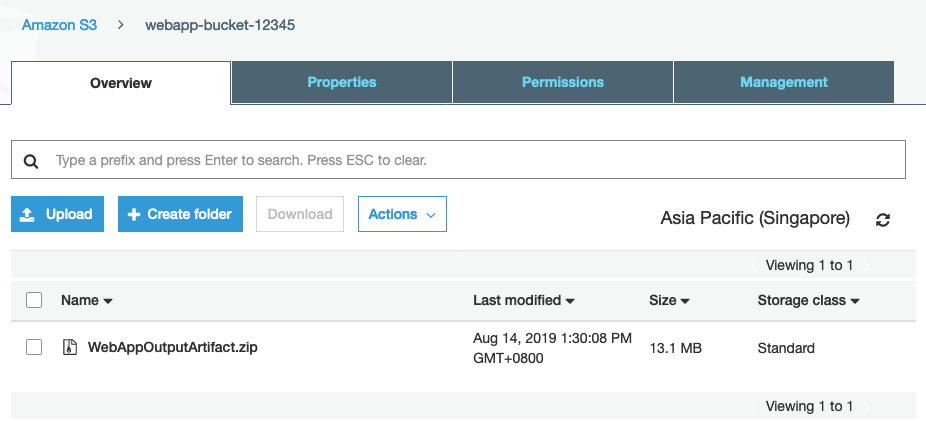 Amazon S3 > webapp-bucket-12345
Overview Properties Permissions Management
Type a prefix and press Enter to search. Press ESC to clear.
Upload Create folder Download Actions Asia Pacific (Singapore)
Viewing 1 to 1
Name Last modified Size Storage class
WebAppOutputArtifact.zip Aug 14, 2019 1:30:08 PM GMT+0800 13.1 MB Standard
Viewing 1 to 1